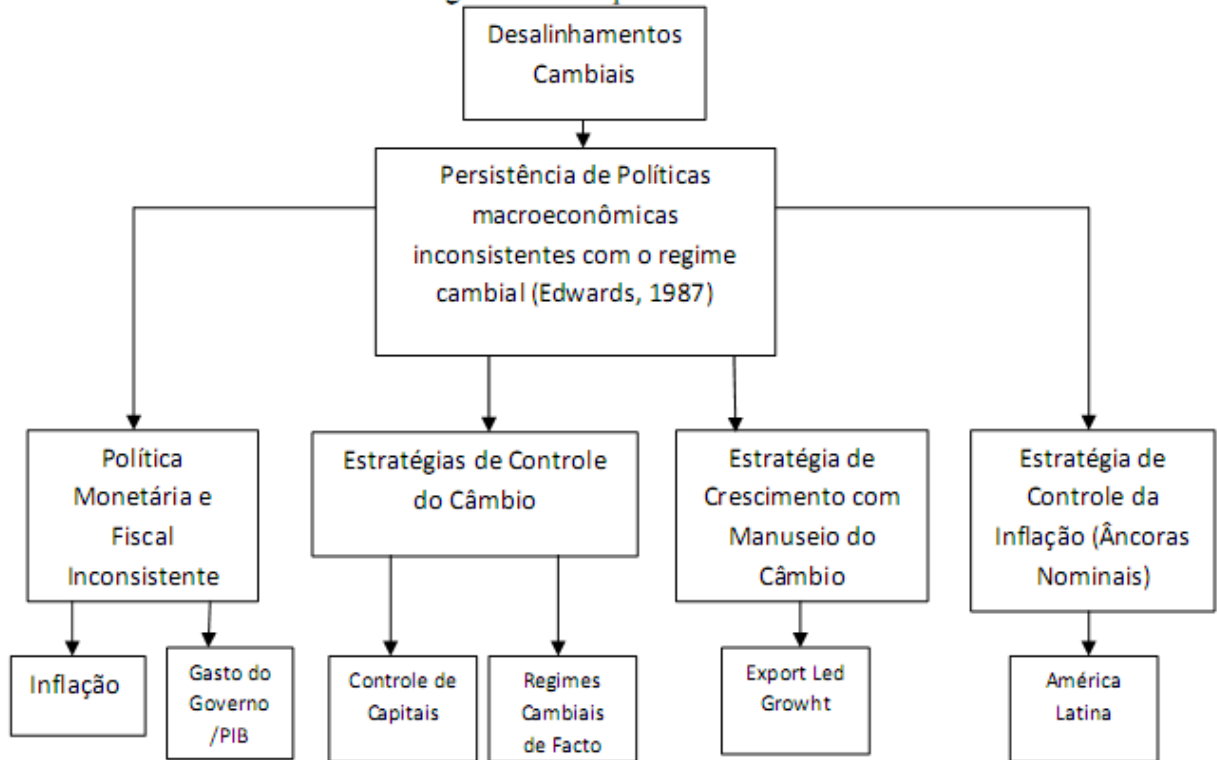 Desalinhamentos
Cambiais
Persistência de Políticas
macroeconômicas
inconsistentes com o regime
cambial (Edwards, 1987)
Política
Monetária e
Fiscal
Inconsistente
Estratégias de Controle
do Câmbio
Estratégia de
Crescimento com
Manuseio do
Câmbio
Estratégia de
Controle da
Inflação (Âncoras
Nominais)
Inflação
Gasto do
Governo
/PIB
Controle de
Capitais
Regimes
Cambiais
de Facto
Export Led
Growht
América
Latina